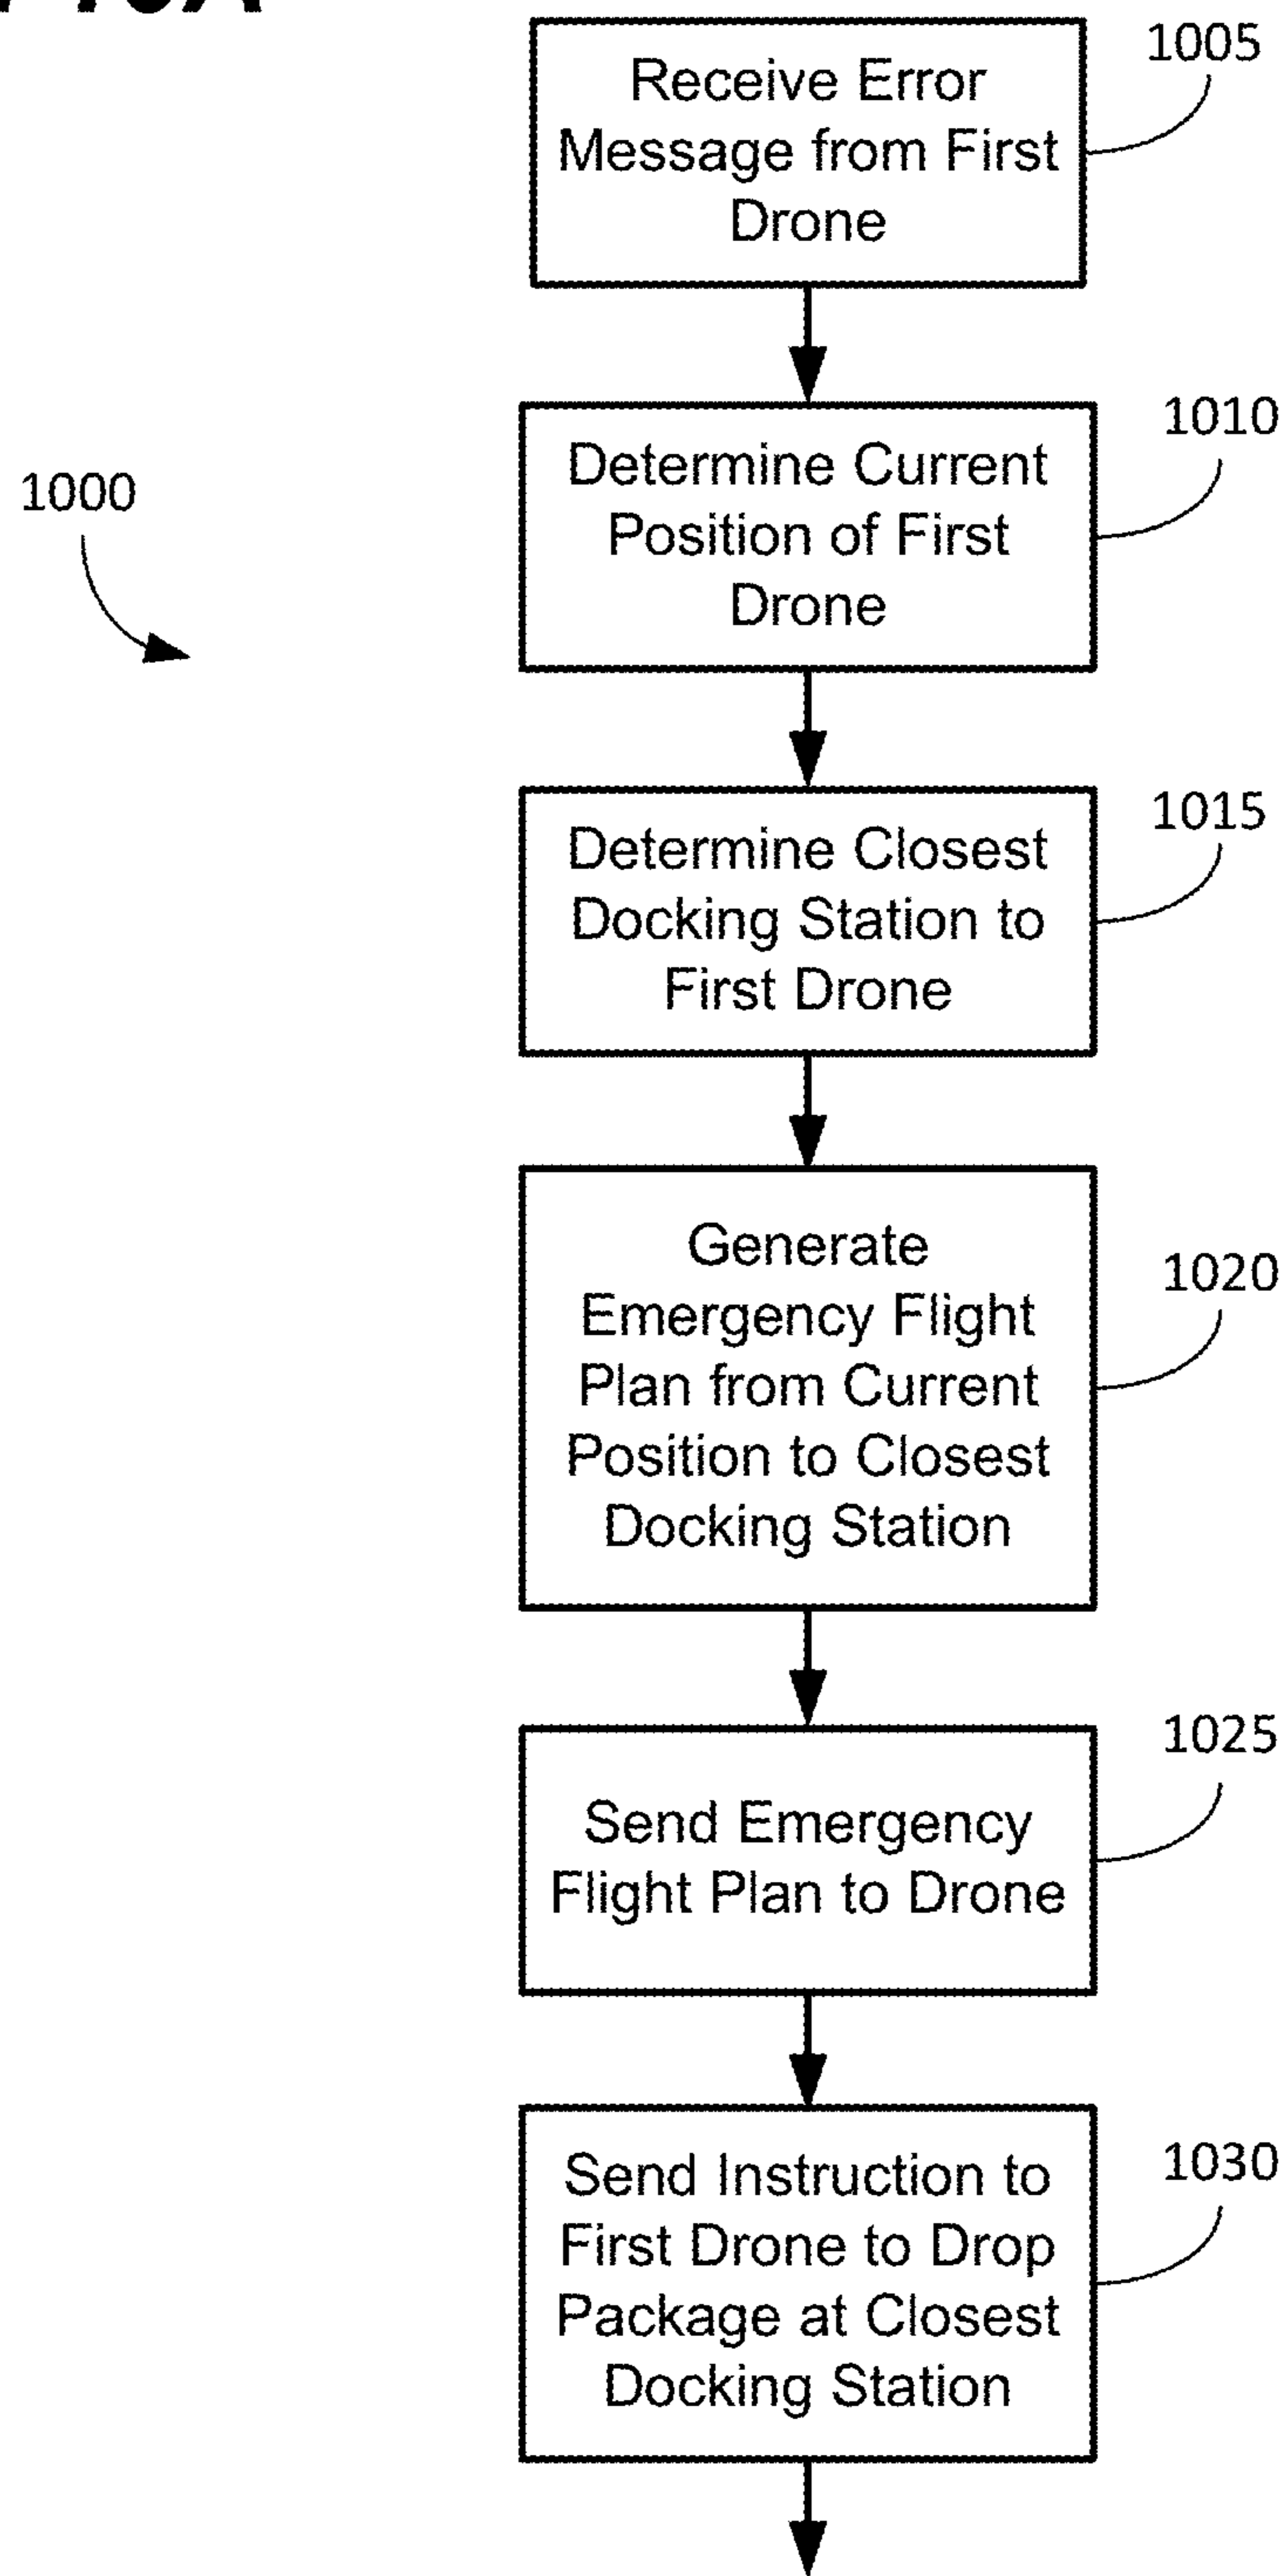 1005
Receive Error
Message from First
Drone
1010
Determine Current
Position of First
Drone
1000
1015
Determine Closest
Docking Station to
First Drone
1020
Generate
Emergency Flight
Plan from Current
Position to Closest
Docking Station
1025
Send Emergency
Flight Plan to Drone
1030
Send Instruction to
First Drone to Drop
Package at Closest
Docking Station